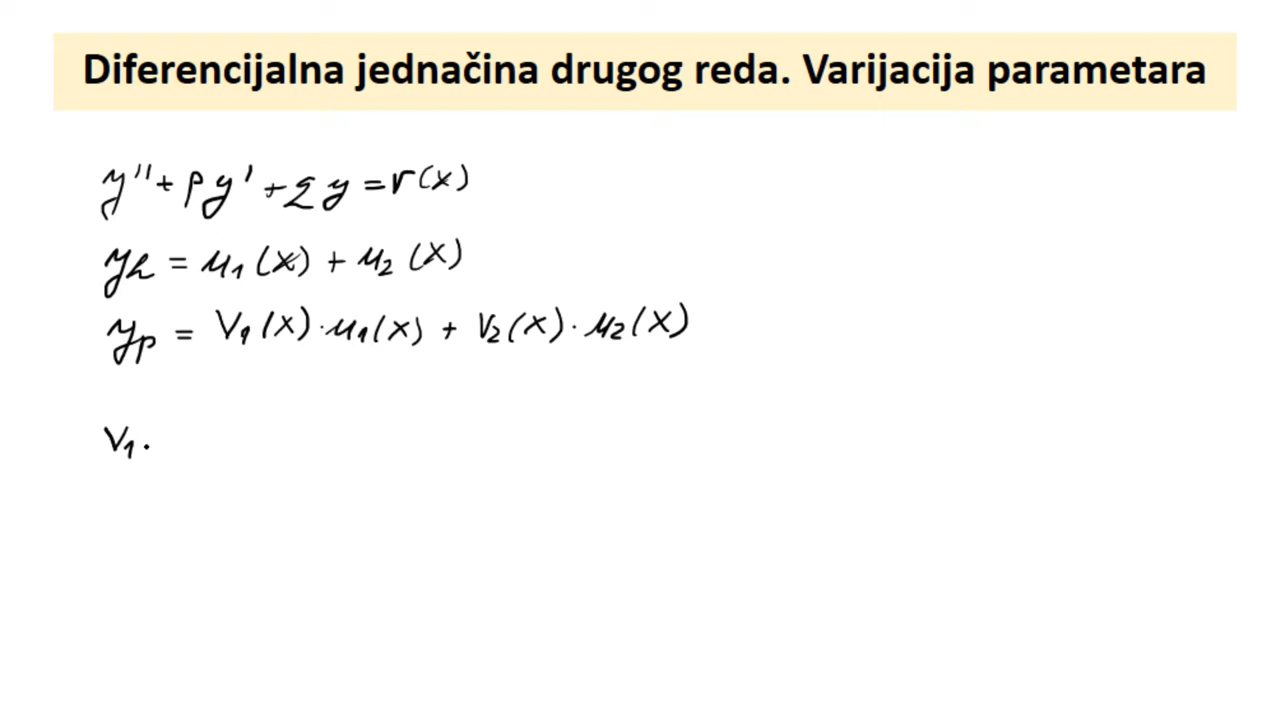 Diferencijalna jednačina drugog reda. Varijacija parametara
y'' + py' + qy = r(x)
yh = u₁(x) + u₂(x)
yp = V₁(x)·u₁(x) + V₂(x)·u₂(x)
V₁.